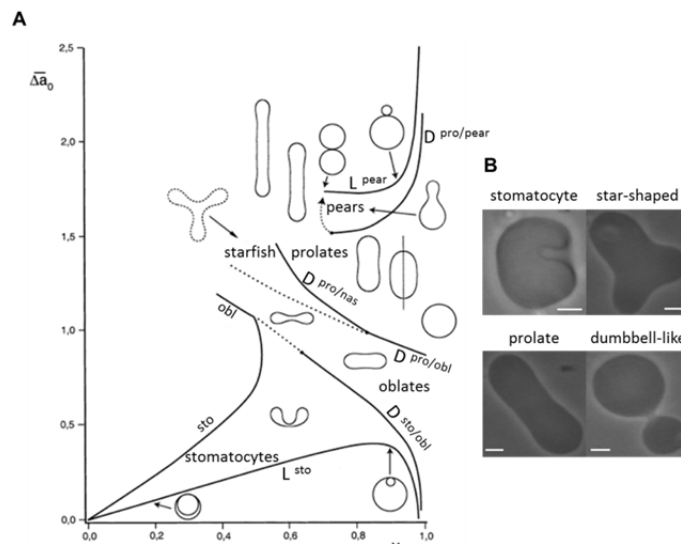 A
2,5
Δa̅₀
2,0
D pro/pear
L pear
pears
1,5
starfish
prolates
D pro/nas
obl
1,0
D pro/obl
oblates
0,5
sto
D sto/obl
stomatocytes
L sto
0,0
0,0
0,2
0,4
0,6
0,8
1,0
B
stomatocyte
star-shaped
prolate
dumbbell-like